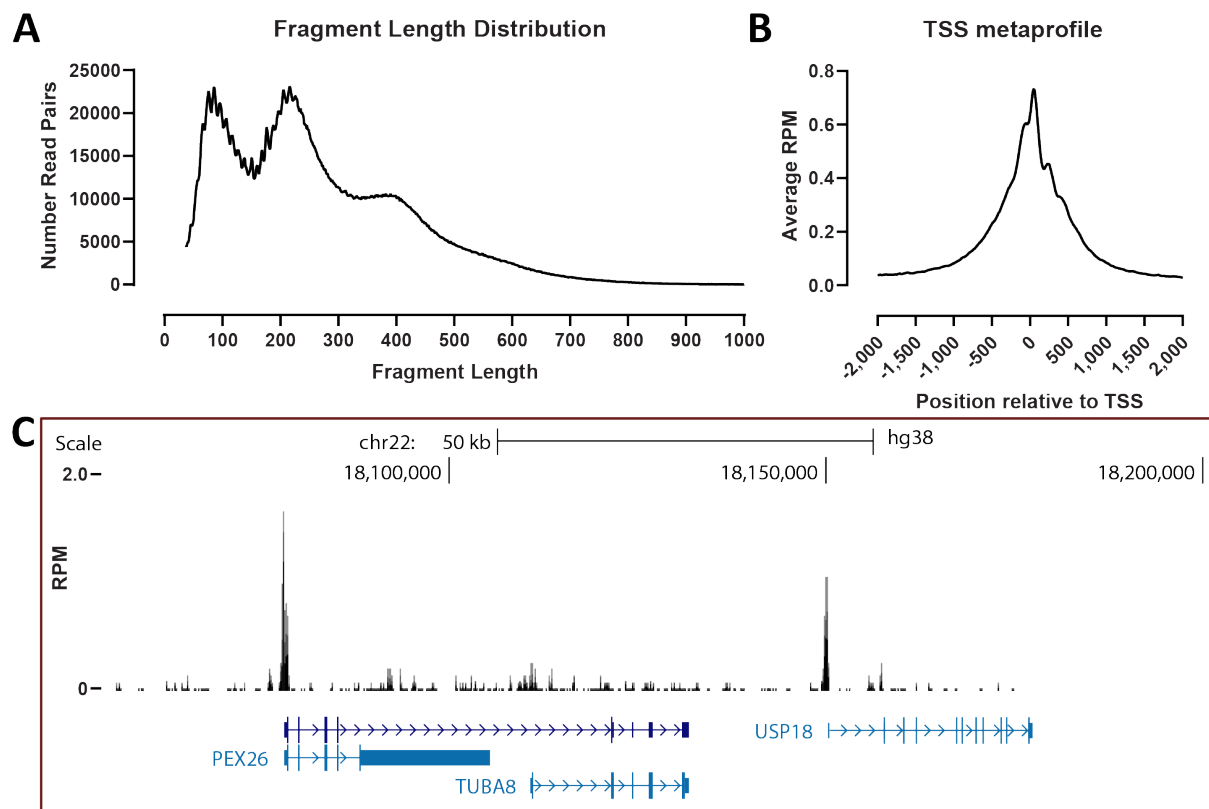 A
Fragment Length Distribution
Number Read Pairs
25000
20000
15000
10000
5000
0
0 100 200 300 400 500 600 700 800 900 1000
Fragment Length
B
TSS metaprofile
Average RPM
0.8
0.6
0.4
0.2
0.0
-2,000 -1,500 -1,000 -500 0 500 1,000 1,500 2,000
Position relative to TSS
C
Scale chr22: 50 kb hg38
18,100,000 18,150,000 18,200,000
2.0
RPM
0
USP18
PEX26
TUBA8